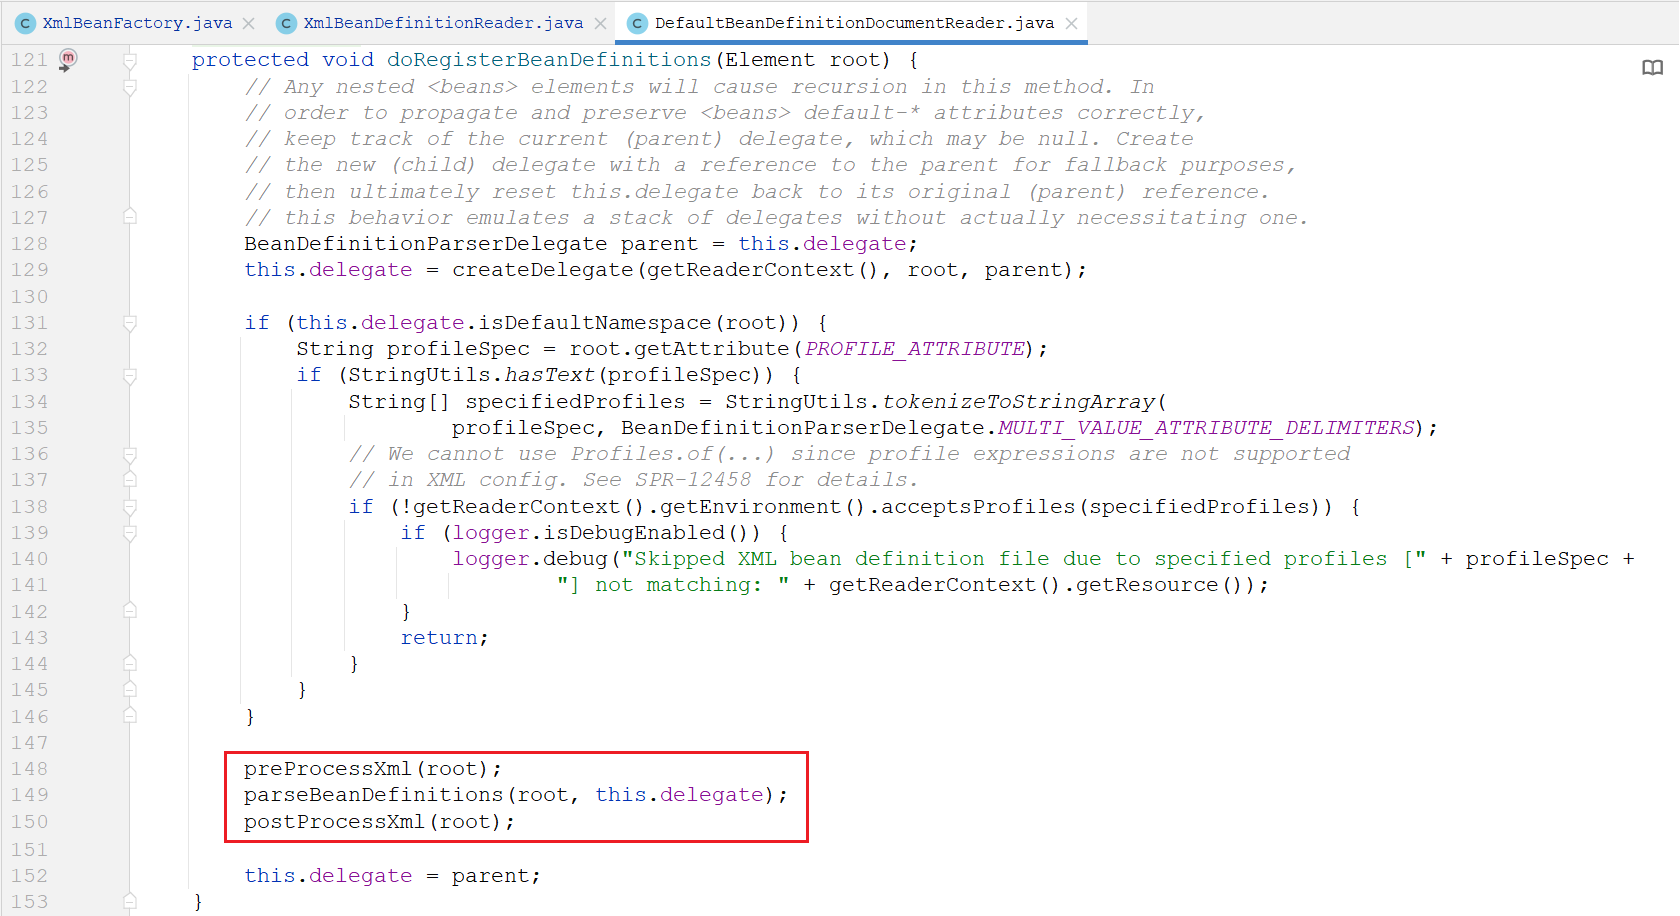 XmlBeanFactory.java XmlBeanDefinitionReader.java DefaultBeanDefinitionDocumentReader.java
121 protected void doRegisterBeanDefinitions(Element root) {
122 // Any nested <beans> elements will cause recursion in this method. In
123 // order to propagate and preserve <beans> default-* attributes correctly,
124 // keep track of the current (parent) delegate, which may be null. Create
125 // the new (child) delegate with a reference to the parent for fallback purposes,
126 // then ultimately reset this.delegate back to its original (parent) reference.
127 // this behavior emulates a stack of delegates without actually necessitating one.
128 BeanDefinitionParserDelegate parent = this.delegate;
129 this.delegate = createDelegate(getReaderContext(), root, parent);
130
131 if (this.delegate.isDefaultNamespace(root)) {
132 String profileSpec = root.getAttribute(PROFILE_ATTRIBUTE);
133 if (StringUtils.hasText(profileSpec)) {
134 String[] specifiedProfiles = StringUtils.tokenizeToStringArray(
135 profileSpec, BeanDefinitionParserDelegate.MULTI_VALUE_ATTRIBUTE_DELIMITERS);
136 // We cannot use Profiles.of(...) since profile expressions are not supported
137 // in XML config. See SPR-12458 for details.
138 if (!getReaderContext().getEnvironment().acceptsProfiles(specifiedProfiles)) {
139 if (logger.isDebugEnabled()) {
140 logger.debug("Skipped XML bean definition file due to specified profiles [" + profileSpec +
141 "] not matching: " + getReaderContext().getResource());
142 }
143 return;
144 }
145 }
146 }
147
148 preProcessXml(root);
149 parseBeanDefinitions(root, this.delegate);
150 postProcessXml(root);
151
152 this.delegate = parent;
153 }